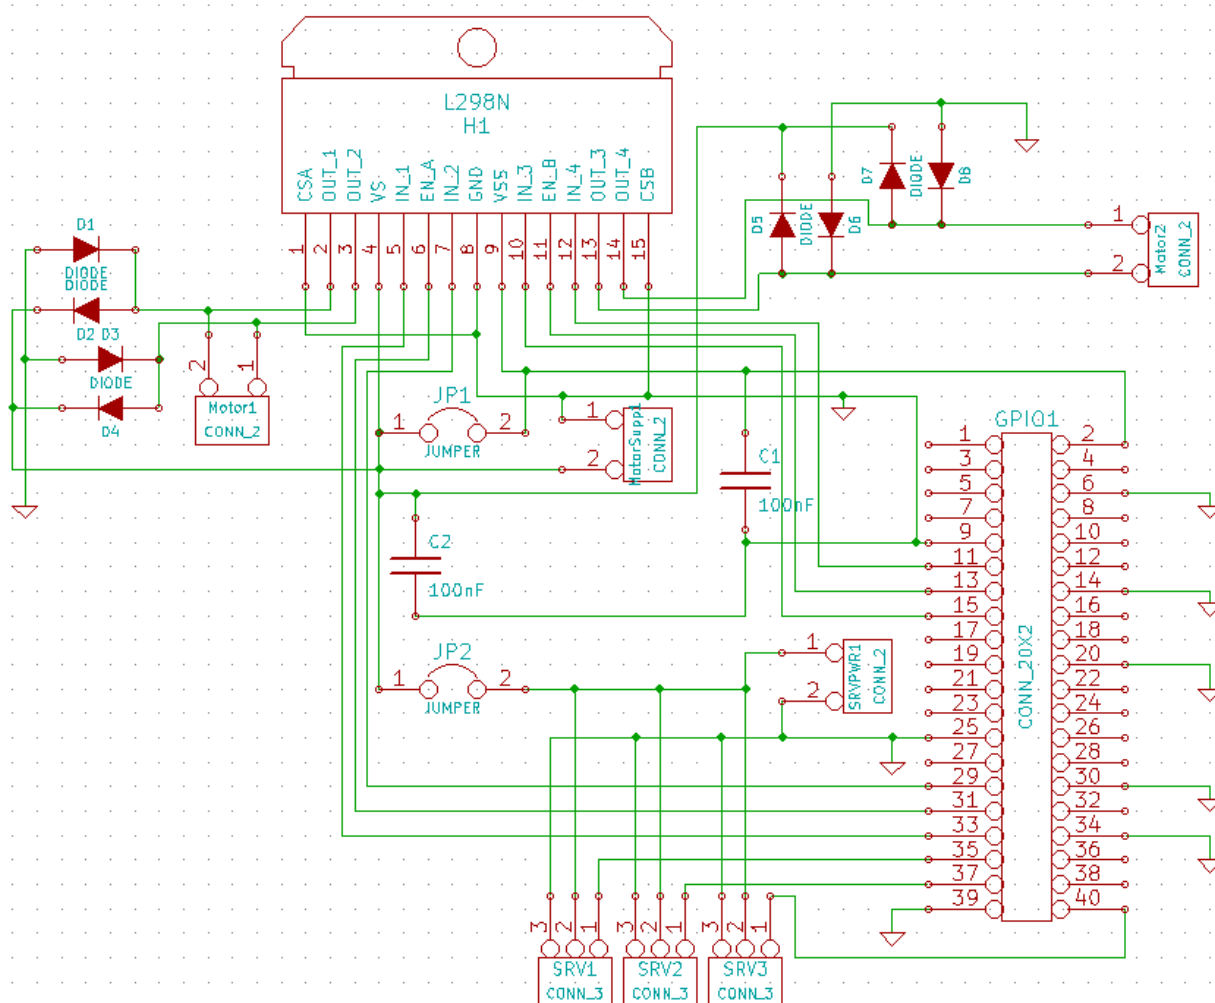 L298N
H1
CSA
OUT_1
OUT_2
VS
IN_1
EN_A
IN_2
GND
VSS
IN_3
EN_B
IN_4
OUT_3
OUT_4
CSB
1
2
3
4
5
6
7
8
9
10
11
12
13
14
15
D7
DIODE
D8
D5
DIODE
D6
1
2
Motor2
CONN_2
D1
DIODE
DIODE
D2 D3
DIODE
D4
2
1
Motor1
CONN_2
JP1
1 2
JUMPER
1
2
MotorSuppl
CONN_2
C1
100nF
C2
100nF
JP2
1 2
JUMPER
1
2
SRVPWR1
CONN_2
GPIO1
1 2
3 4
5 6
7 8
9 10
11 12
13 14
15 16
17 18
19 20
21 22
23 24
25 26
27 28
29 30
31 32
33 34
35 36
37 38
39 40
CONN_20X2
3 2 1
SRV1
CONN_3
3 2 1
SRV2
CONN_3
3 2 1
SRV3
CONN_3